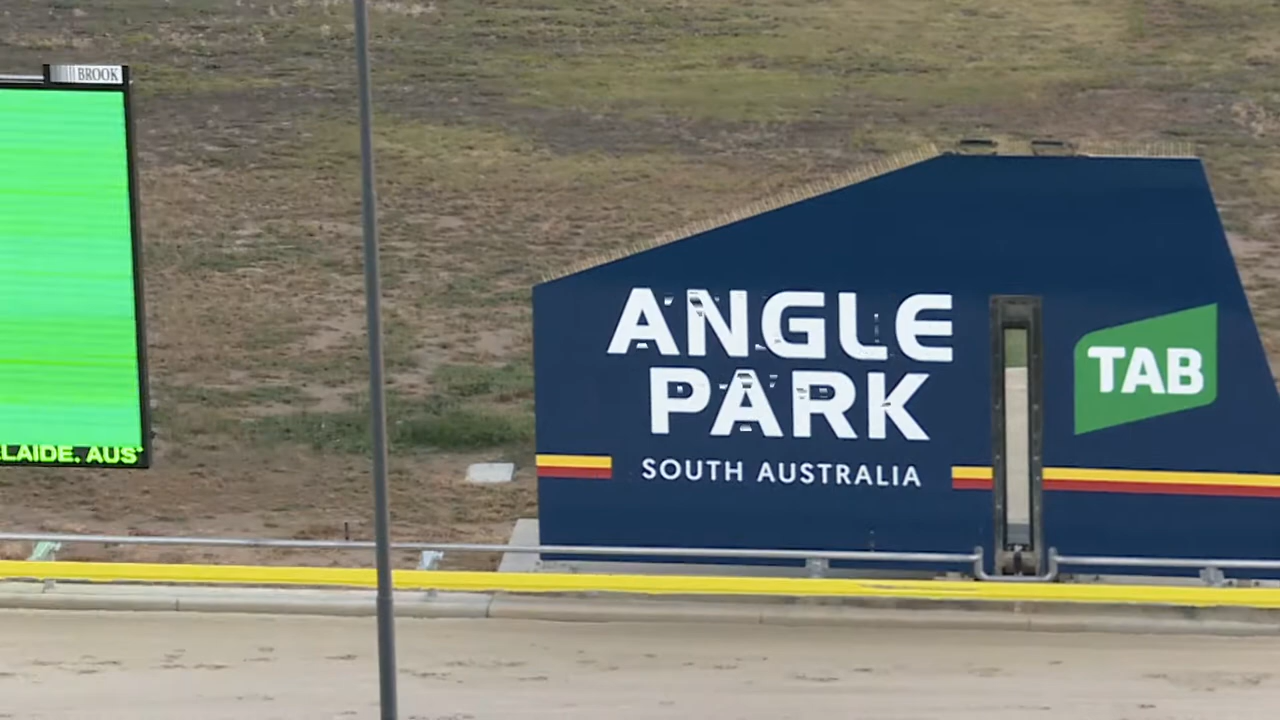 BROOK
LAIDE. AUS
ANGLE
PARK
SOUTH AUSTRALIA
TAB